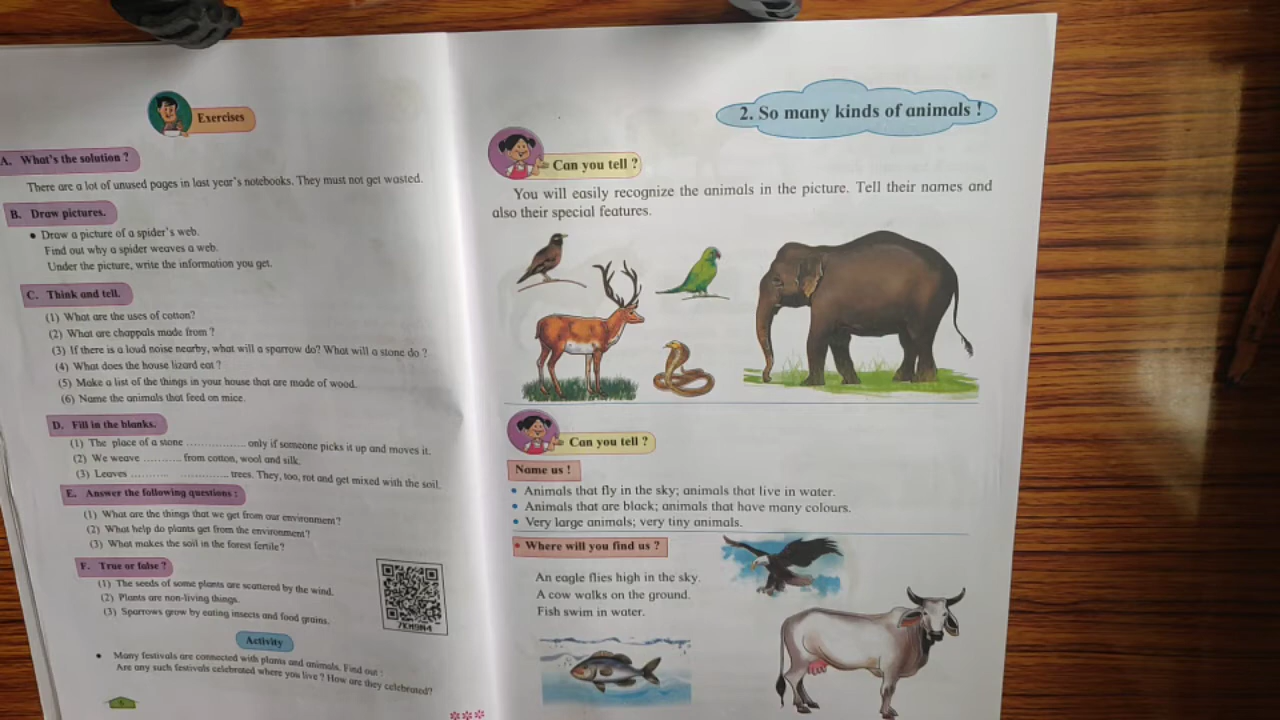 Exercises
A. What's the solution ?
There are a lot of unused pages in last year's notebooks. They must not get wasted.
B. Draw pictures.
• Draw a picture of a spider's web.
Find out why a spider weaves a web.
Under the picture, write the information you get.
C. Think and tell.
(1) What are the uses of cotton?
(2) What are chappals made from ?
(3) If there is a loud noise nearby, what will a sparrow do? What will a stone do ?
(4) What does the house lizard eat ?
(5) Make a list of the things in your house that are made of wood.
(6) Name the animals that feed on mice.
D. Fill in the blanks.
(1) The place of a stone ................ only if someone picks it up and moves it.
(2) We weave .......... from cotton, wool and silk.
(3) Leaves .......... ............. trees. They, too, rot and get mixed with the soil.
E. Answer the following questions :
(1) What are the things that we get from our environment?
(2) What help do plants get from the environment?
(3) What makes the soil in the forest fertile?
F. True or false ?
(1) The seeds of some plants are scattered by the wind.
(2) Plants are non-living things.
(3) Sparrows grow by eating insects and food grains.
7KM9N4
Activity
• Many festivals are connected with plants and animals. Find out :
Are any such festivals celebrated where you live ? How are they celebrated?
6
***
2. So many kinds of animals !
Can you tell ?
You will easily recognize the animals in the picture. Tell their names and
also their special features.
Can you tell ?
Name us !
• Animals that fly in the sky; animals that live in water.
• Animals that are black; animals that have many colours.
• Very large animals; very tiny animals.
• Where will you find us ?
An eagle flies high in the sky.
A cow walks on the ground.
Fish swim in water.